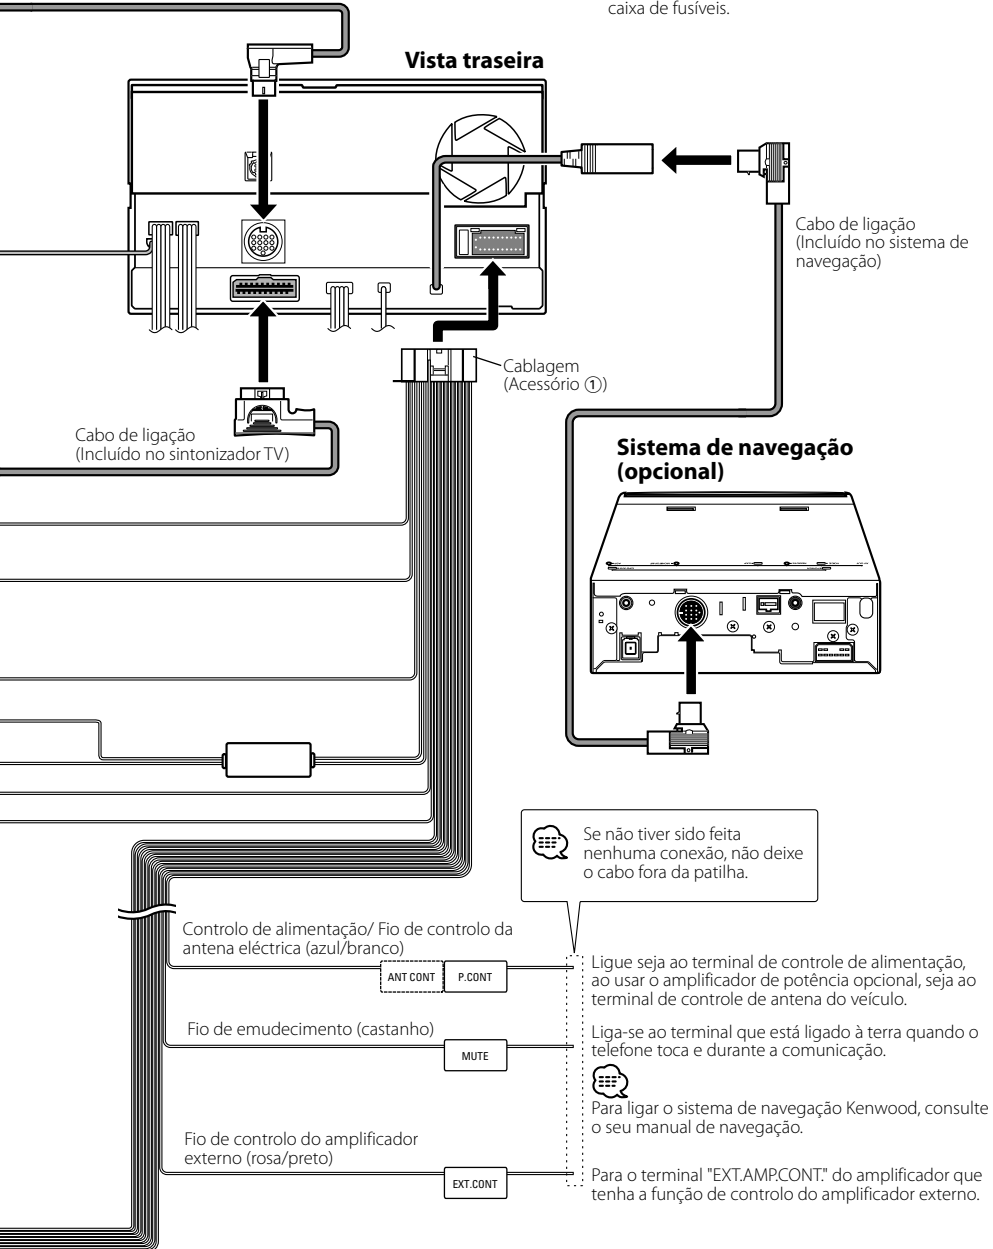 caixa de fusíveis.
Vista traseira
Cabo de ligação
(Incluído no sistema de
navegação)
Cablagem
(Acessório ①)
Cabo de ligação
(Incluído no sintonizador TV)
Sistema de navegação
(opcional)
Se não tiver sido feita
nenhuma conexão, não deixe
o cabo fora da patilha.
Controlo de alimentação/ Fio de controlo da
antena eléctrica (azul/branco)
ANT CONT
P.CONT
Ligue seja ao terminal de controle de alimentação,
ao usar o amplificador de potência opcional, seja ao
terminal de controle de antena do veículo.
Fio de emudecimento (castanho)
MUTE
Liga-se ao terminal que está ligado à terra quando o
telefone toca e durante a comunicação.
Para ligar o sistema de navegação Kenwood, consulte
o seu manual de navegação.
Fio de controlo do amplificador
externo (rosa/preto)
EXT.CONT
Para o terminal "EXT.AMP.CONT." do amplificador que
tenha a função de controlo do amplificador externo.